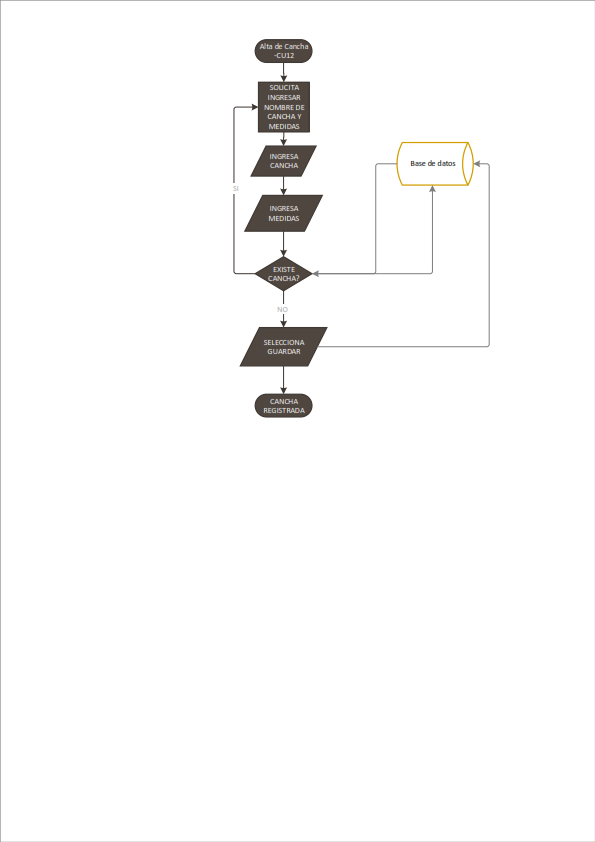 Alta de Cancha
-CU12
SOLICITA
INGRESAR
NOMBRE DE
CANCHA Y
MEDIDAS
INGRESA
CANCHA
Base de datos
SI
INGRESA
MEDIDAS
EXISTE
CANCHA?
NO
SELECCIONA
GUARDAR
CANCHA
REGISTRADA